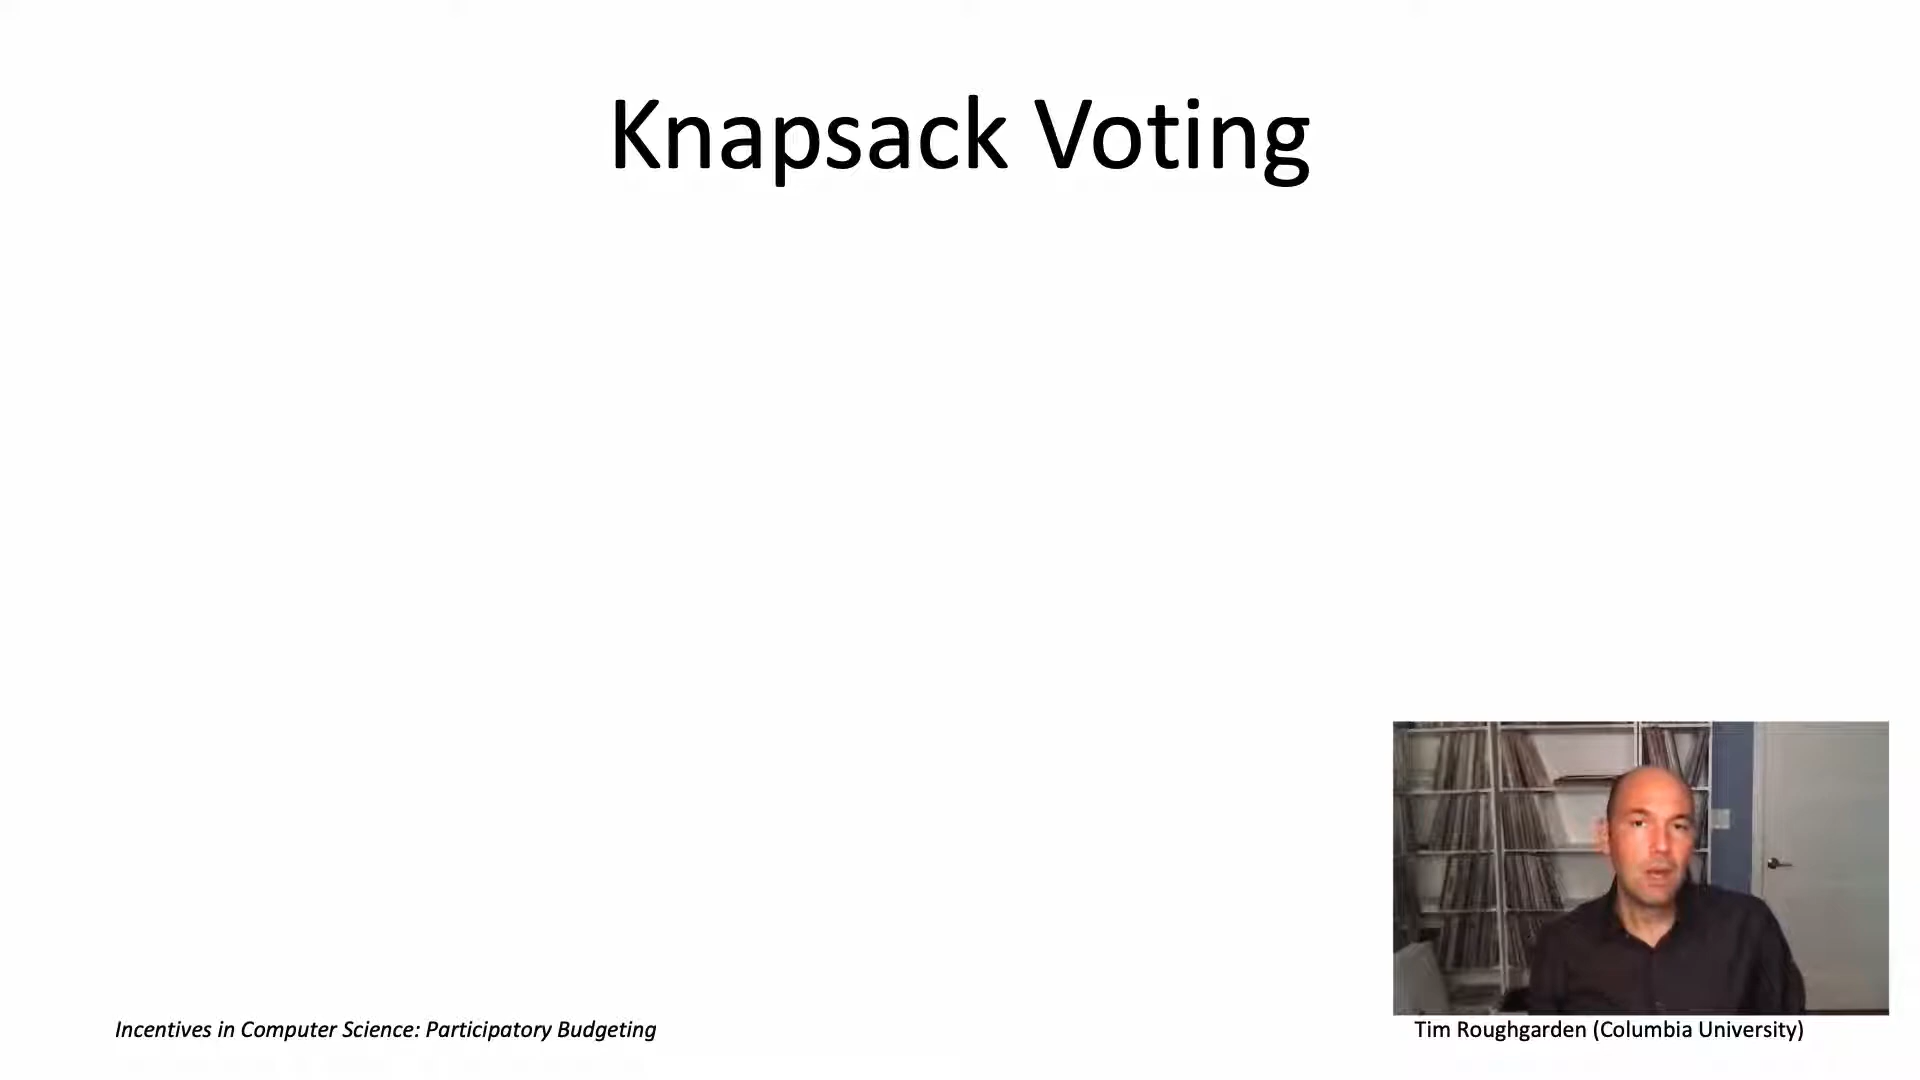 Knapsack Voting
Incentives in Computer Science: Participatory Budgeting
Tim Roughgarden (Columbia University)